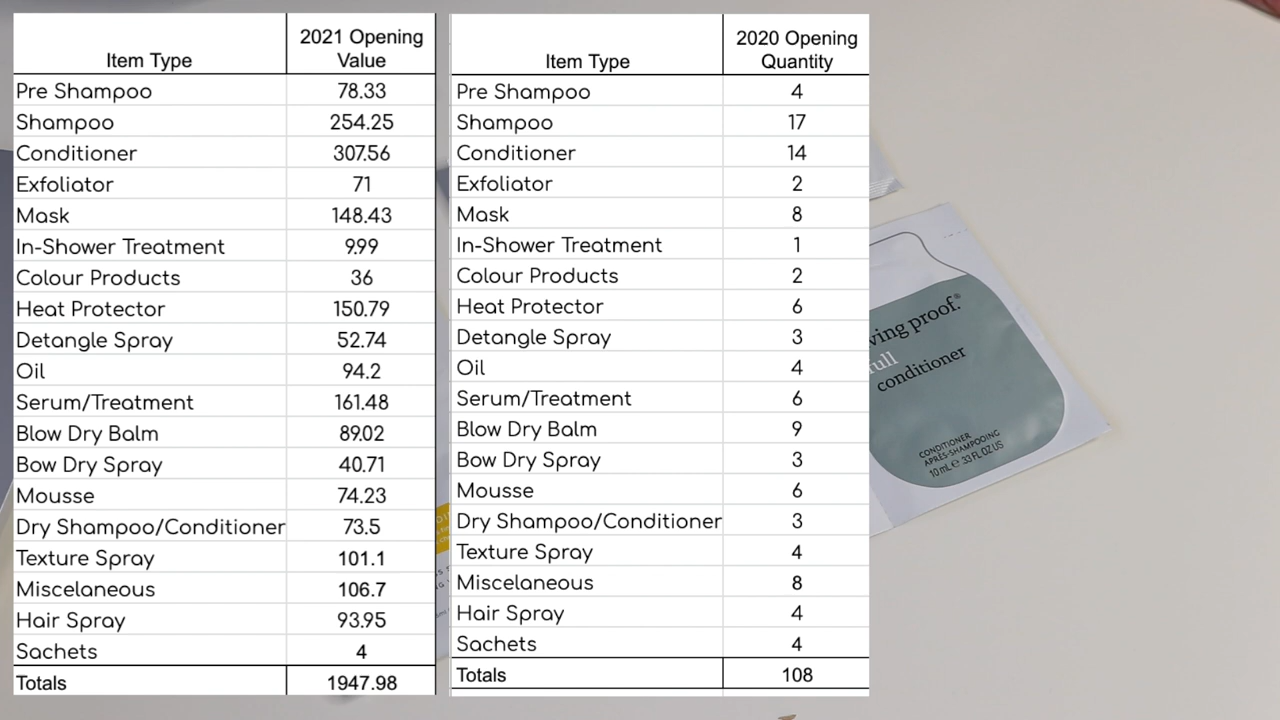 Item Type 2021 Opening Value
Pre Shampoo 78.33
Shampoo 254.25
Conditioner 307.56
Exfoliator 71
Mask 148.43
In-Shower Treatment 9.99
Colour Products 36
Heat Protector 150.79
Detangle Spray 52.74
Oil 94.2
Serum/Treatment 161.48
Blow Dry Balm 89.02
Bow Dry Spray 40.71
Mousse 74.23
Dry Shampoo/Conditioner 73.5
Texture Spray 101.1
Miscelaneous 106.7
Hair Spray 93.95
Sachets 4
Totals 1947.98
Item Type 2020 Opening Quantity
Pre Shampoo 4
Shampoo 17
Conditioner 14
Exfoliator 2
Mask 8
In-Shower Treatment 1
Colour Products 2
Heat Protector 6
Detangle Spray 3
Oil 4
Serum/Treatment 6
Blow Dry Balm 9
Bow Dry Spray 3
Mousse 6
Dry Shampoo/Conditioner 3
Texture Spray 4
Miscelaneous 8
Hair Spray 4
Sachets 4
Totals 108
ving proof.®
full
conditioner
CONDITIONER
APRÈS-SHAMPOOING
10 mL ℮ .33 FL OZ US